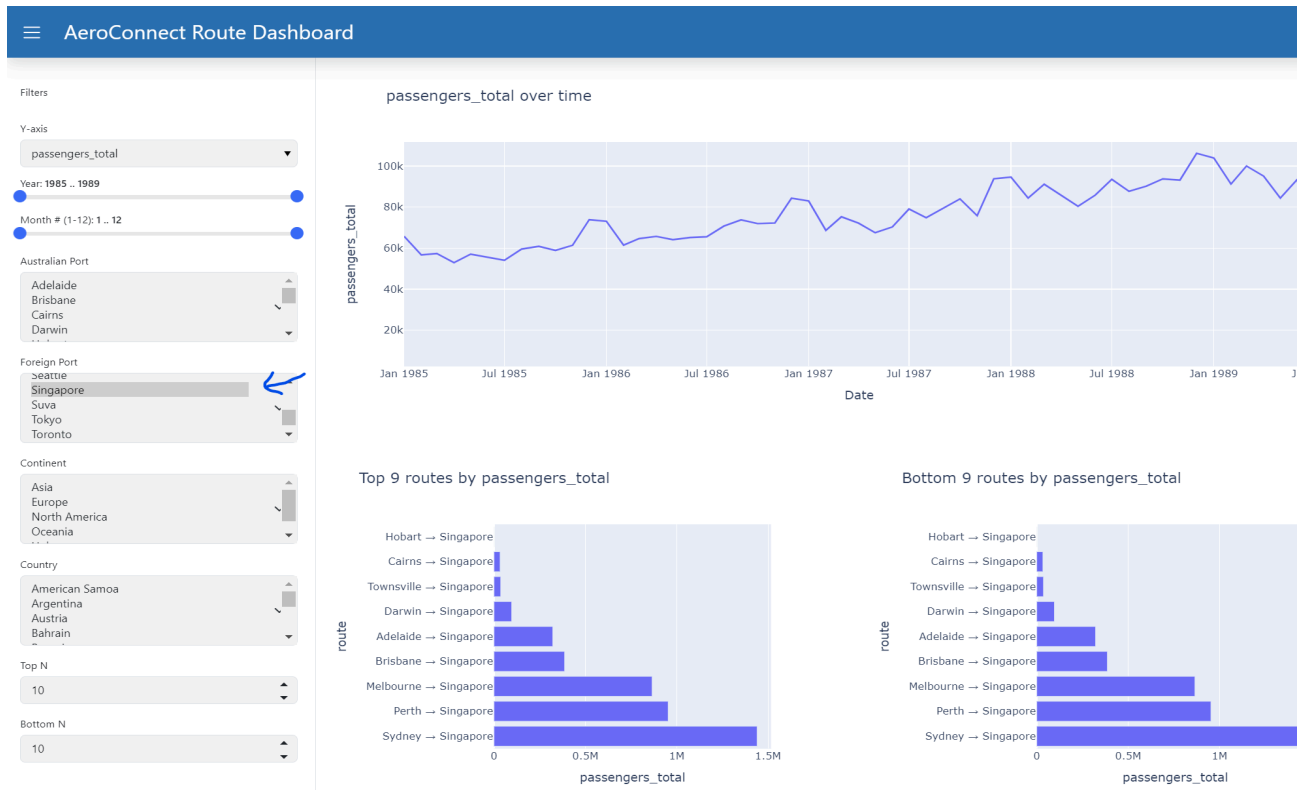 AeroConnect Route Dashboard
Filters
Y-axis
passengers_total
Year: 1985 .. 1989
Month # (1-12): 1 .. 12
Australian Port
Adelaide
Brisbane
Cairns
Darwin
Foreign Port
Seattle
Singapore
Suva
Tokyo
Toronto
Continent
Asia
Europe
North America
Oceania
Country
American Samoa
Argentina
Austria
Bahrain
Top N
10
Bottom N
10
passengers_total over time
passengers_total
100k
80k
60k
40k
20k
Jan 1985 Jul 1985 Jan 1986 Jul 1986 Jan 1987 Jul 1987 Jan 1988 Jul 1988 Jan 1989
Date
Top 9 routes by passengers_total
route
Hobart → Singapore
Cairns → Singapore
Townsville → Singapore
Darwin → Singapore
Adelaide → Singapore
Brisbane → Singapore
Melbourne → Singapore
Perth → Singapore
Sydney → Singapore
0 0.5M 1M 1.5M
passengers_total
Bottom 9 routes by passengers_total
route
Hobart → Singapore
Cairns → Singapore
Townsville → Singapore
Darwin → Singapore
Adelaide → Singapore
Brisbane → Singapore
Melbourne → Singapore
Perth → Singapore
Sydney → Singapore
0 0.5M 1M
passengers_total